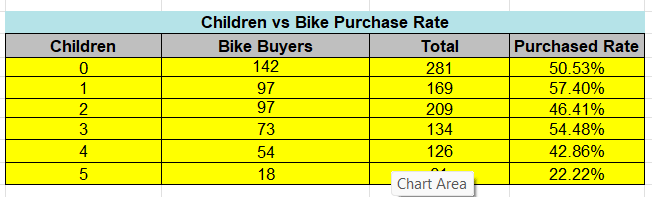 Children vs Bike Purchase Rate
Children Bike Buyers Total Purchased Rate
0 142 281 50.53%
1 97 169 57.40%
2 97 209 46.41%
3 73 134 54.48%
4 54 126 42.86%
5 18 22.22%
Chart Area